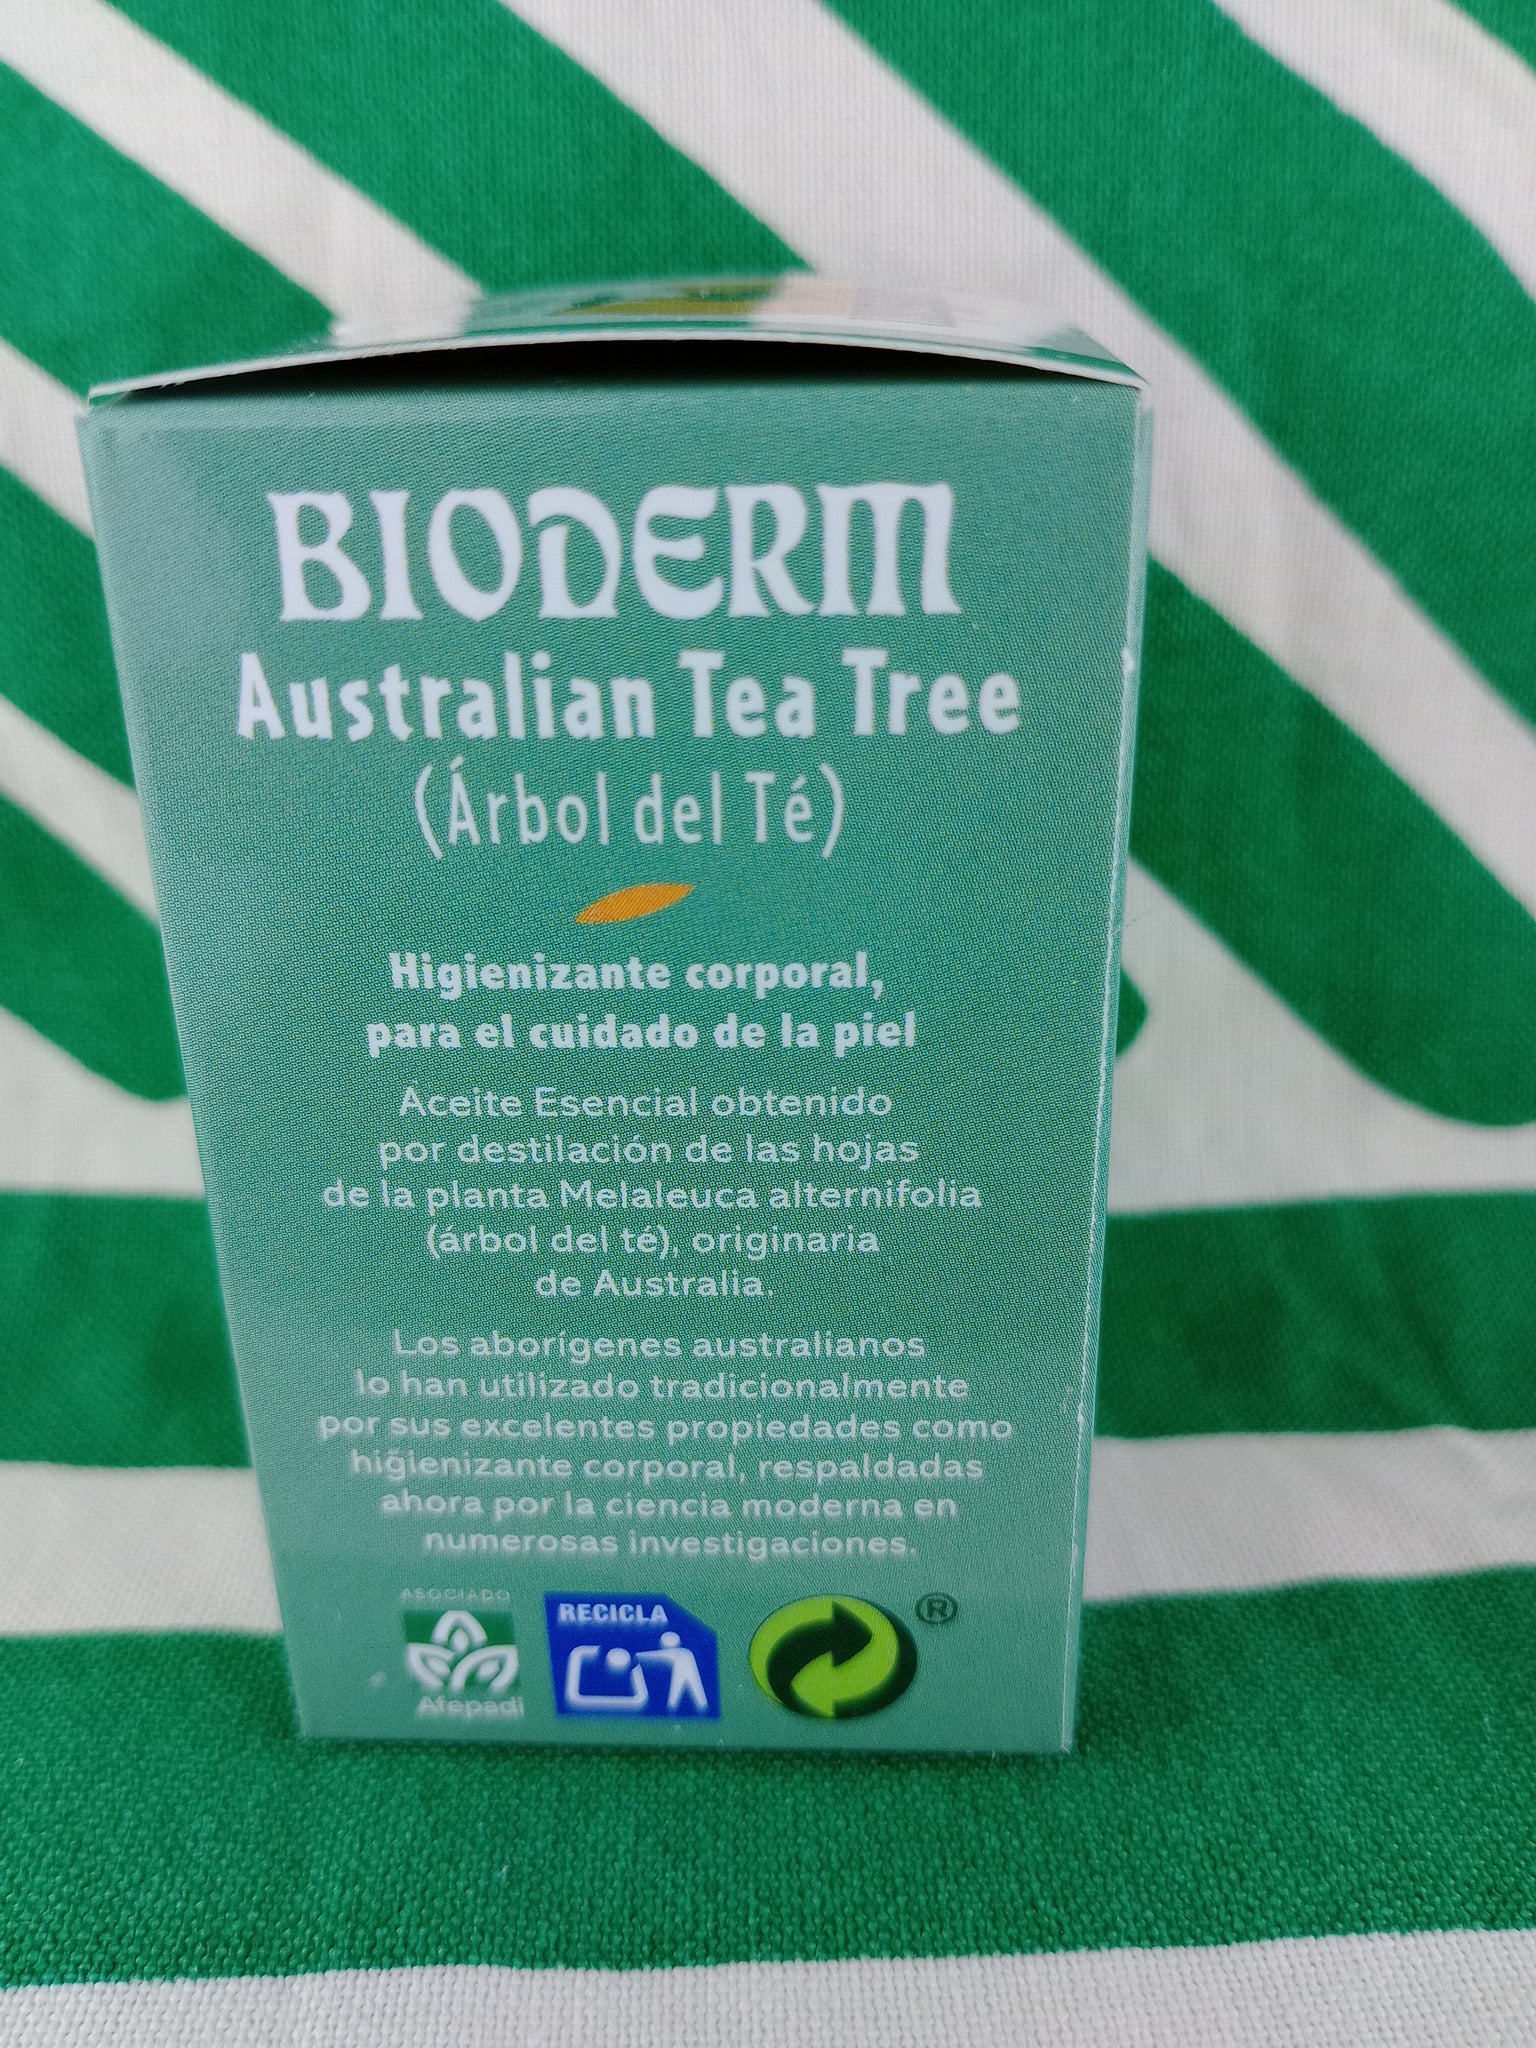 BIODERM
Australian Tea Tree
(Árbol del Té)
Higienizante corporal,
para el cuidado de la piel
Aceite Esencial obtenido
por destilación de las hojas
de la planta Melaleuca alternifolia
(árbol del té), originaria
de Australia.
Los aborígenes australianos
lo han utilizado tradicionalmente
por sus excelentes propiedades como
higienizante corporal, respaldadas
ahora por la ciencia moderna en
numerosas investigaciones.
ASOCIADO
Afepadi
RECICLA
®